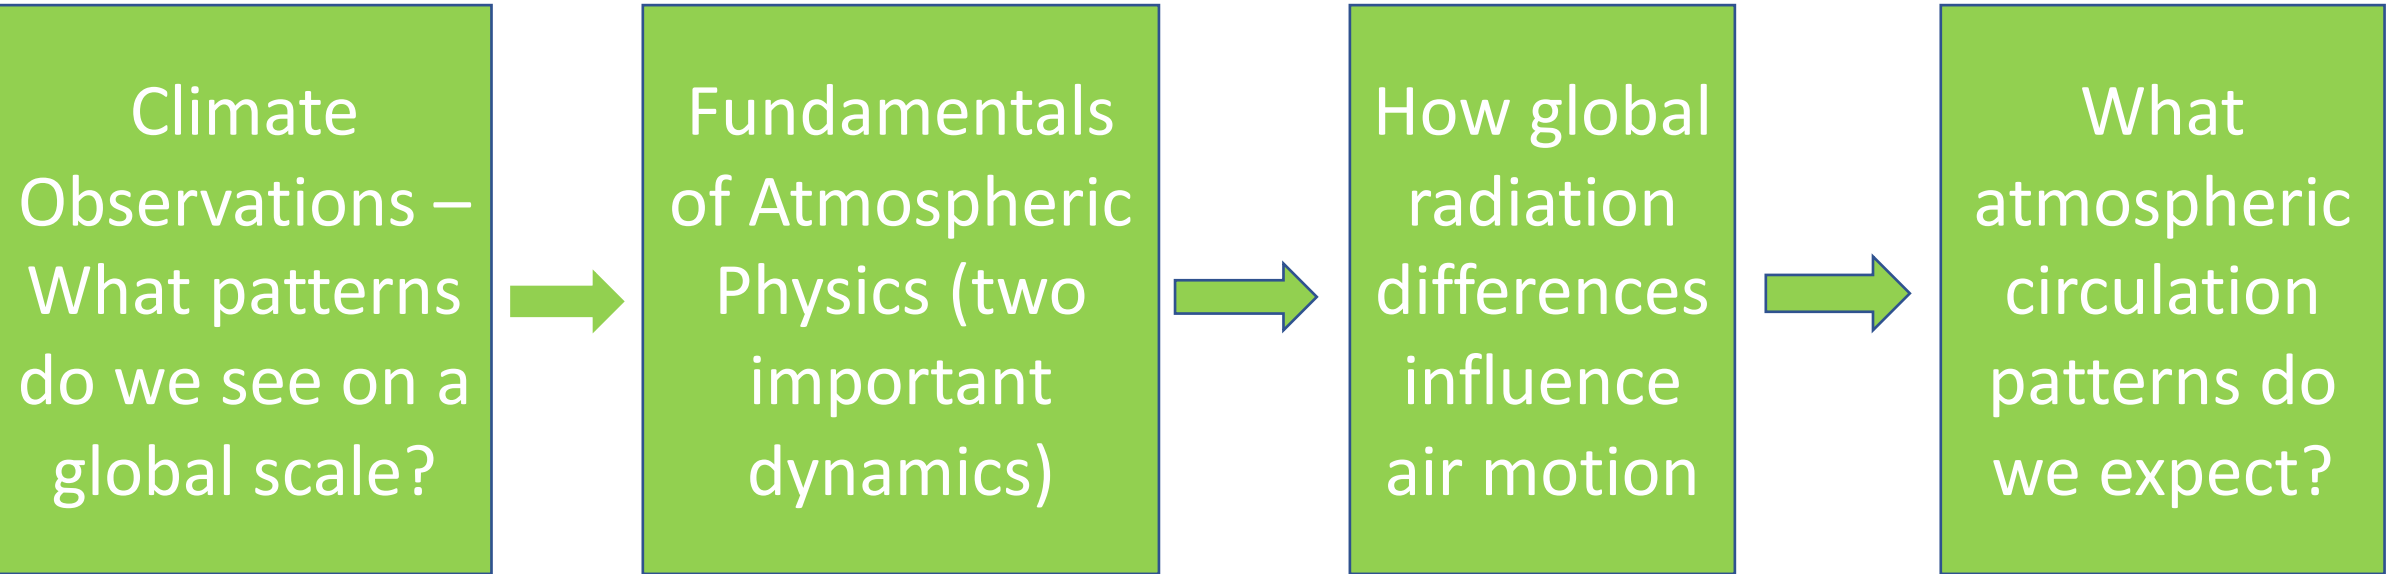 Climate
Observations –
What patterns
do we see on a
global scale?
Fundamentals
of Atmospheric
Physics (two
important
dynamics)
How global
radiation
differences
influence
air motion
What
atmospheric
circulation
patterns do
we expect?